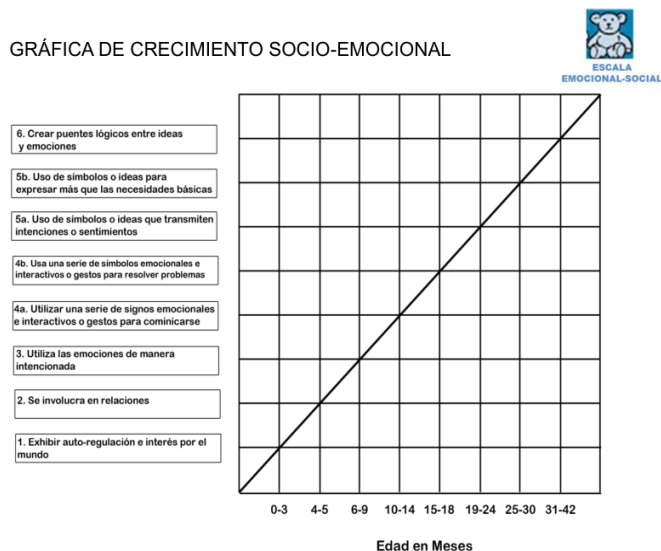 GRÁFICA DE CRECIMIENTO SOCIO-EMOCIONAL
ESCALA
EMOCIONAL-SOCIAL
6. Crear puentes lógicos entre ideas
y emociones
5b. Uso de símbolos o ideas para
expresar más que las necesidades básicas
5a. Uso de símbolos o ideas que transmiten
intenciones o sentimientos
4b. Usa una serie de símbolos emocionales e
interactivos o gestos para resolver problemas
4a. Utilizar una serie de signos emocionales
e interactivos o gestos para cominicarse
3. Utiliza las emociones de manera
intencionada
2. Se involucra en relaciones
1. Exhibir auto-regulación e interés por el
mundo
0-3 4-5 6-9 10-14 15-18 19-24 25-30 31-42
Edad en Meses